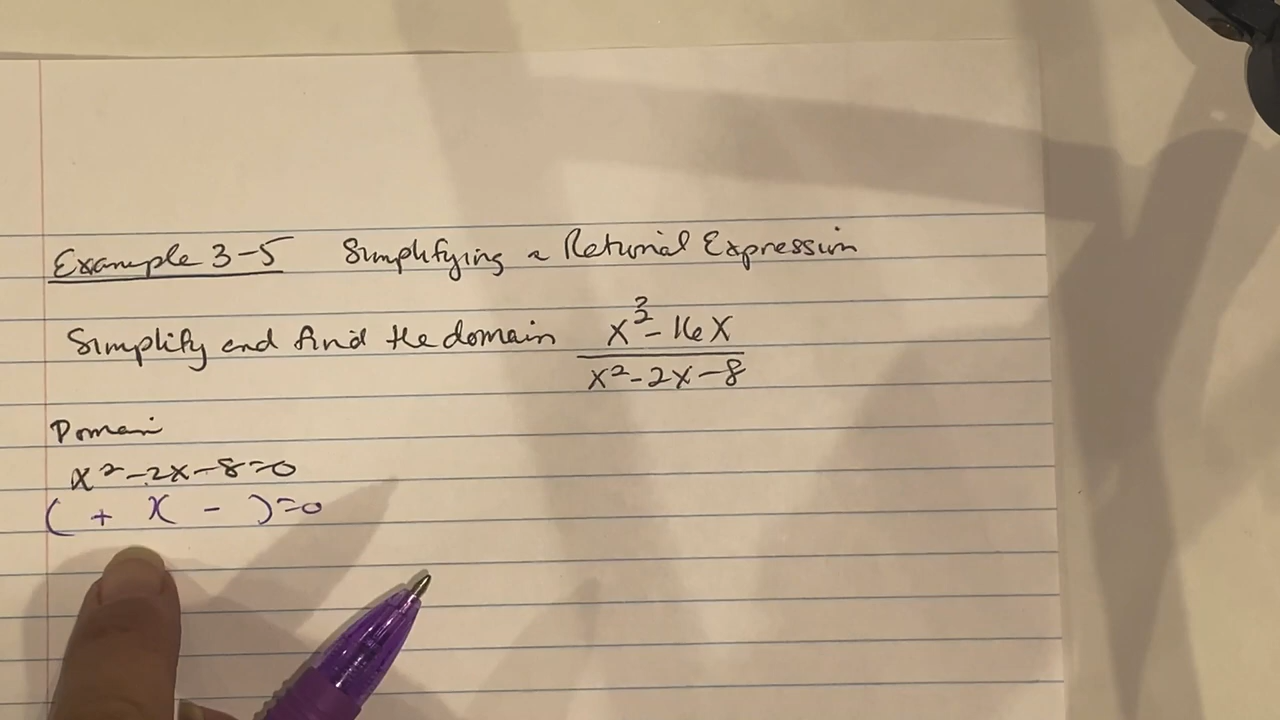 Example 3-5 Simplifying a Rational Expression
Simplify and find the domain x³-16x / x²-2x-8
Domain
x²-2x-8=0
( + )( - )=0